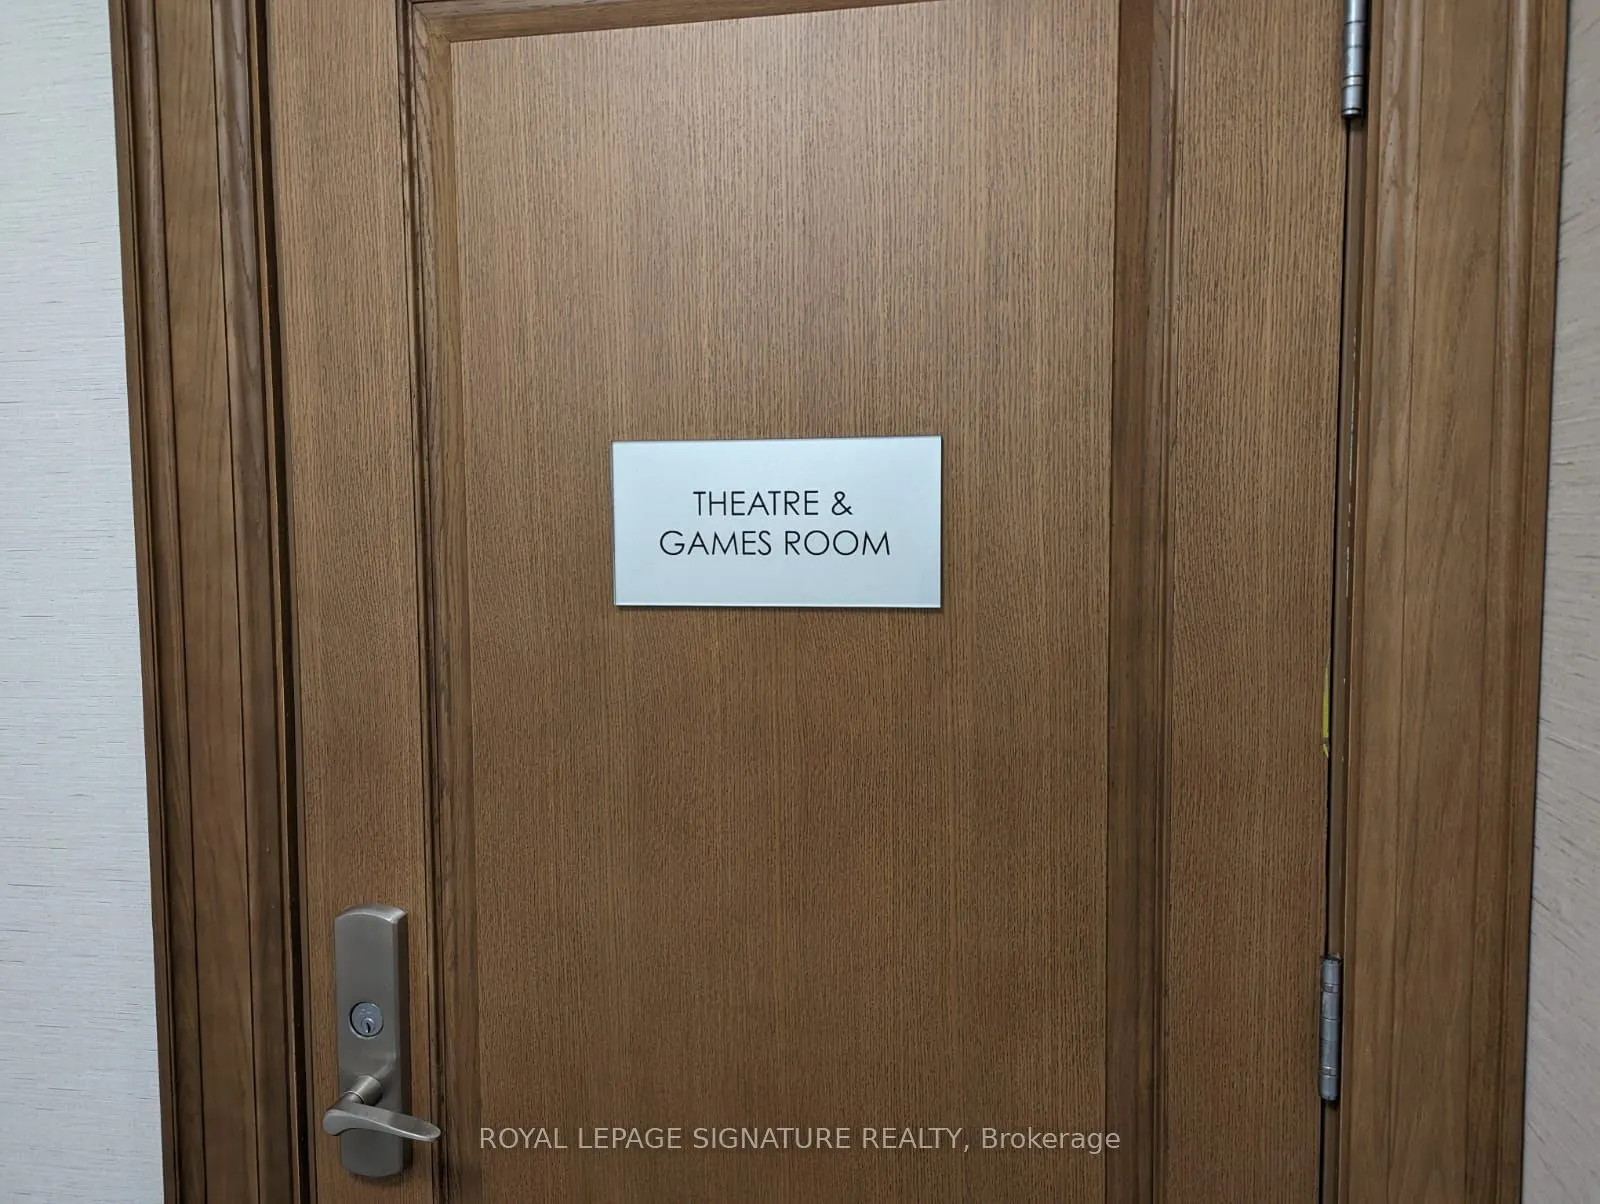 THEATRE &
GAMES ROOM
ROYAL LEPAGE SIGNATURE REALTY, Brokerage